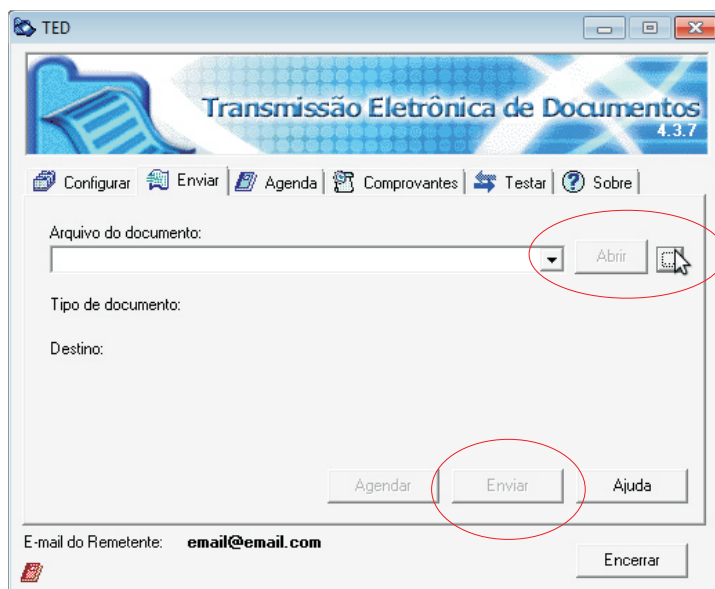 TED
Transmissão Eletrônica de Documentos
4.3.7
Configurar Enviar Agenda Comprovantes Testar Sobre
Arquivo do documento:
Abrir
Tipo de documento:
Destino:
Agendar Enviar Ajuda
E-mail do Remetente: email@email.com
Encerrar